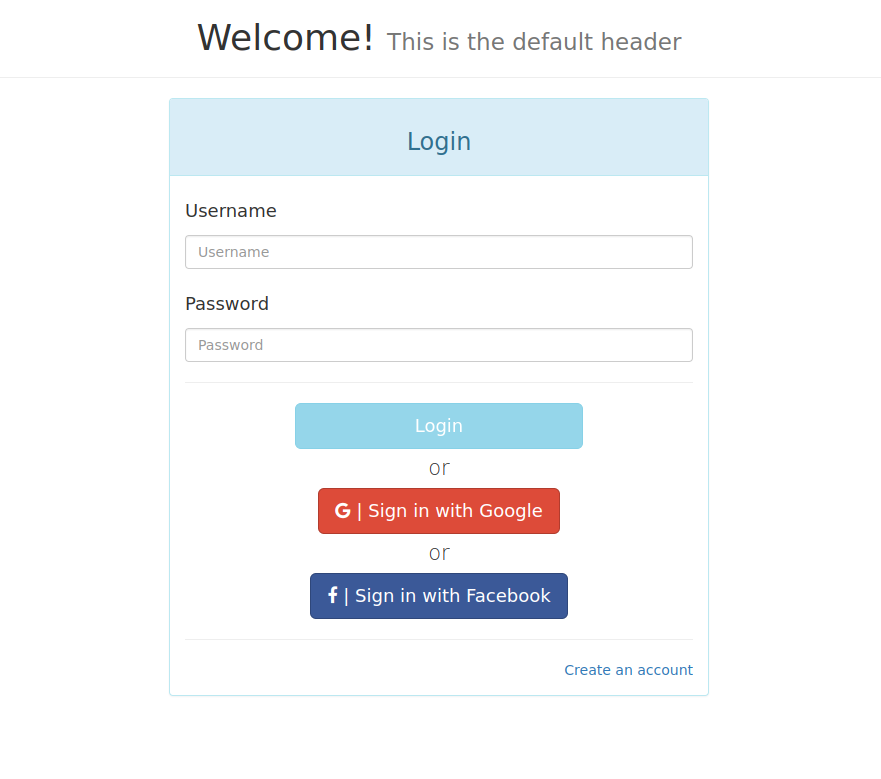 Welcome! This is the default header
Login
Username
Username
Password
Password
Login
or
G | Sign in with Google
or
f | Sign in with Facebook
Create an account